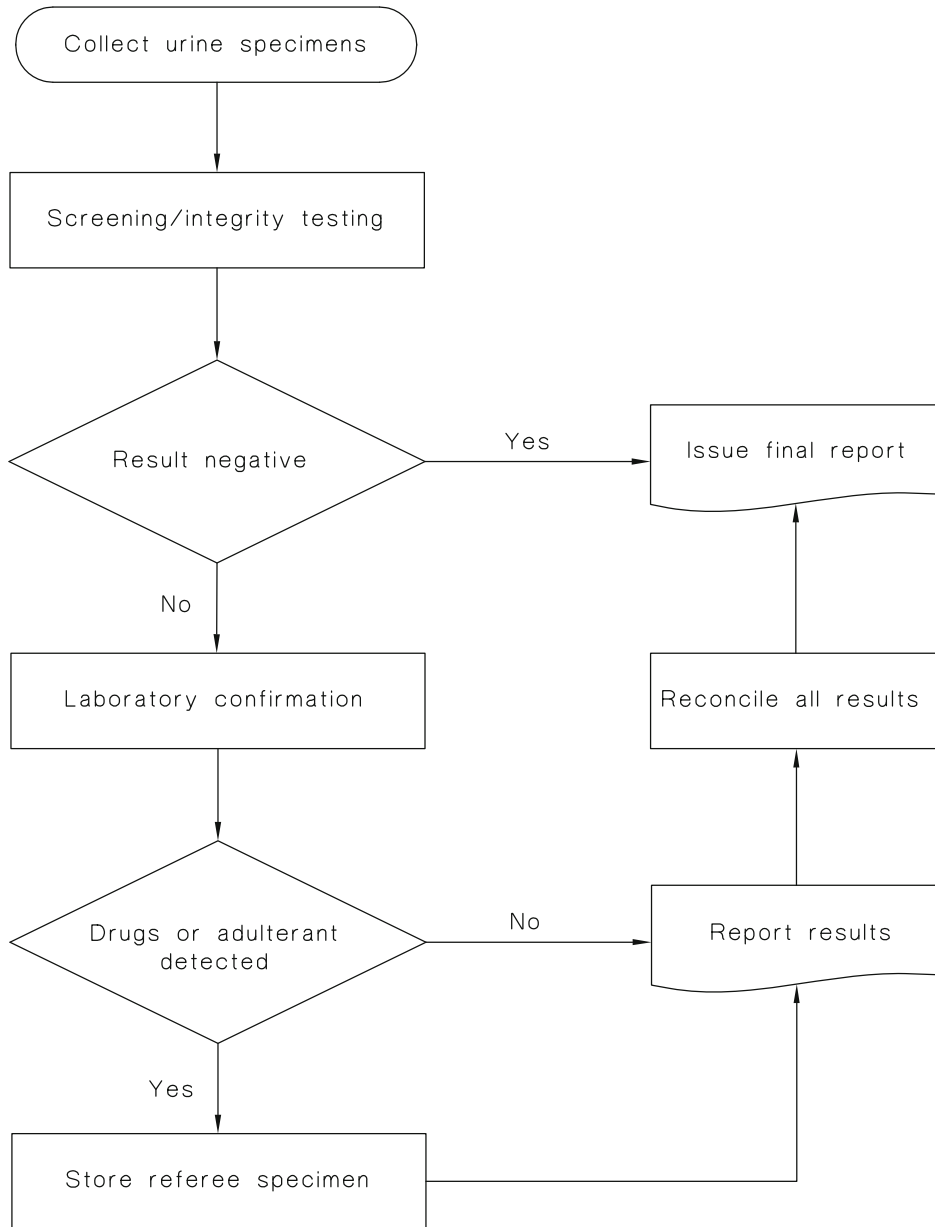 Collect urine specimens
Screening/integrity testing
Result negative
Yes
Issue final report
No
Laboratory confirmation
Reconcile all results
Drugs or adulterant
detected
No
Report results
Yes
Store referee specimen